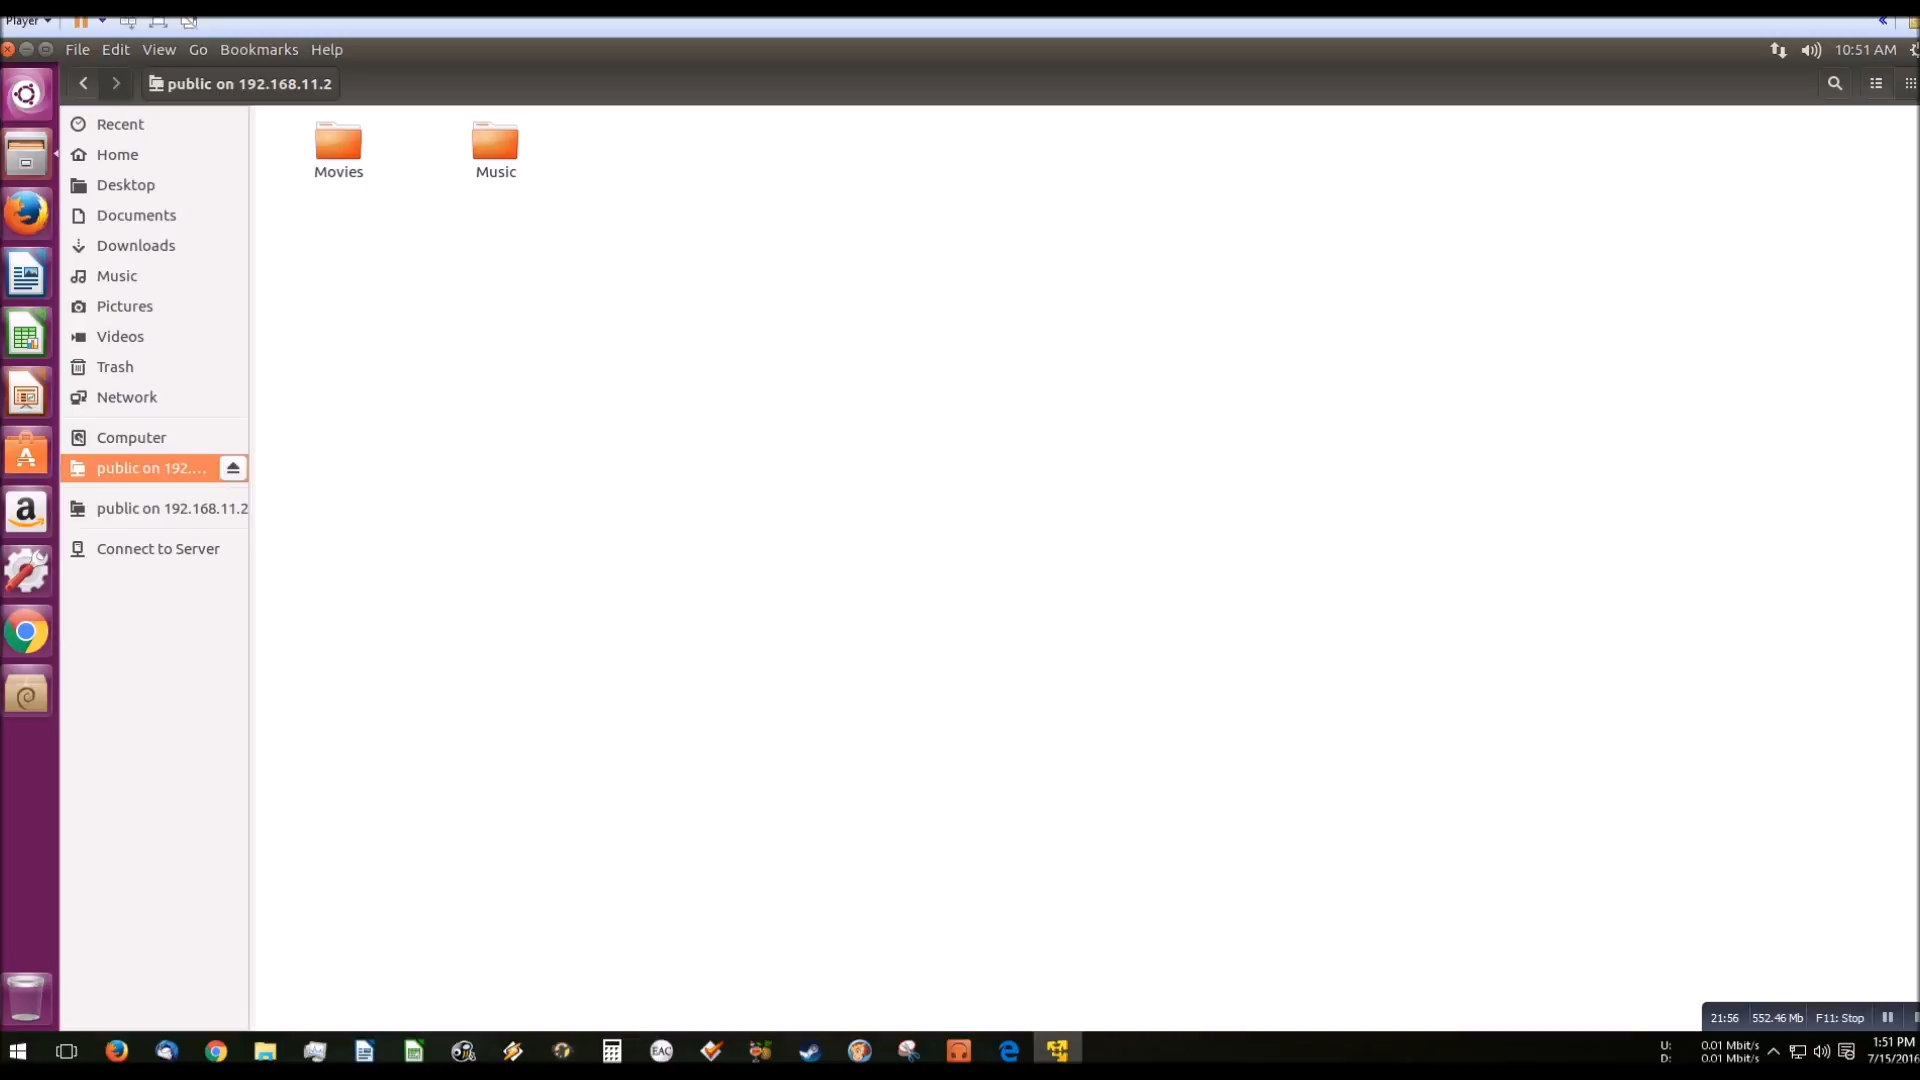 Player
File Edit View Go Bookmarks Help
10:51 AM
public on 192.168.11.2
Recent
Home
Desktop
Documents
Downloads
Music
Pictures
Videos
Trash
Network
Computer
public on 192....
public on 192.168.11.2
Connect to Server
Movies
Music
21:56 552.46 Mb F11: Stop
EAC
U: 0.01 Mbit/s
D: 0.01 Mbit/s
1:51 PM
7/15/2016